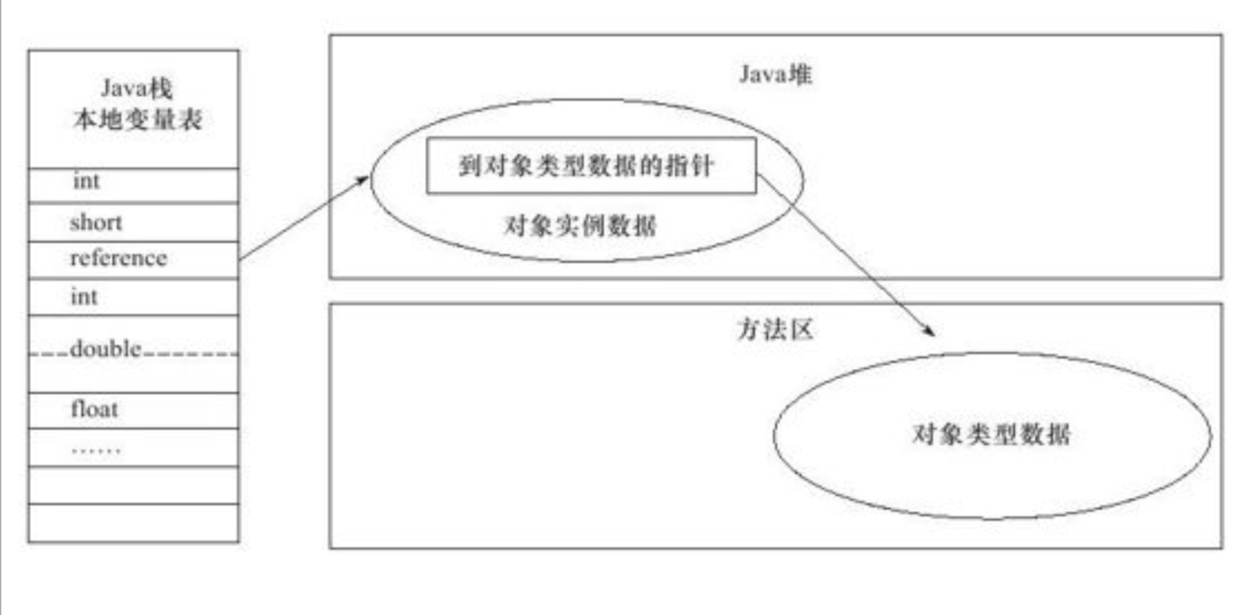 Java栈
本地变量表
int
short
reference
int
double
float
……
Java堆
到对象类型数据的指针
对象实例数据
方法区
对象类型数据